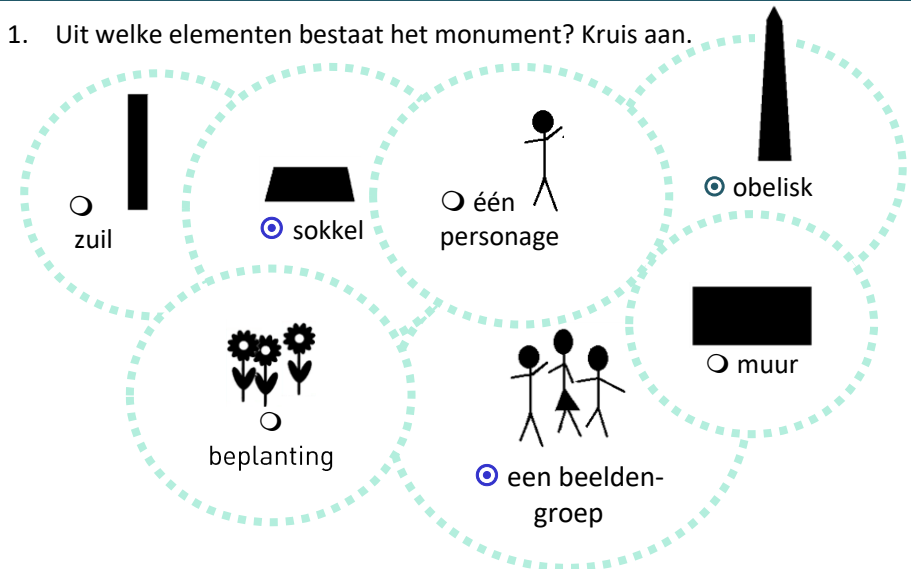 1. Uit welke elementen bestaat het monument? Kruis aan.
zuil
sokkel
één
personage
obelisk
muur
beplanting
een beelden-
groep